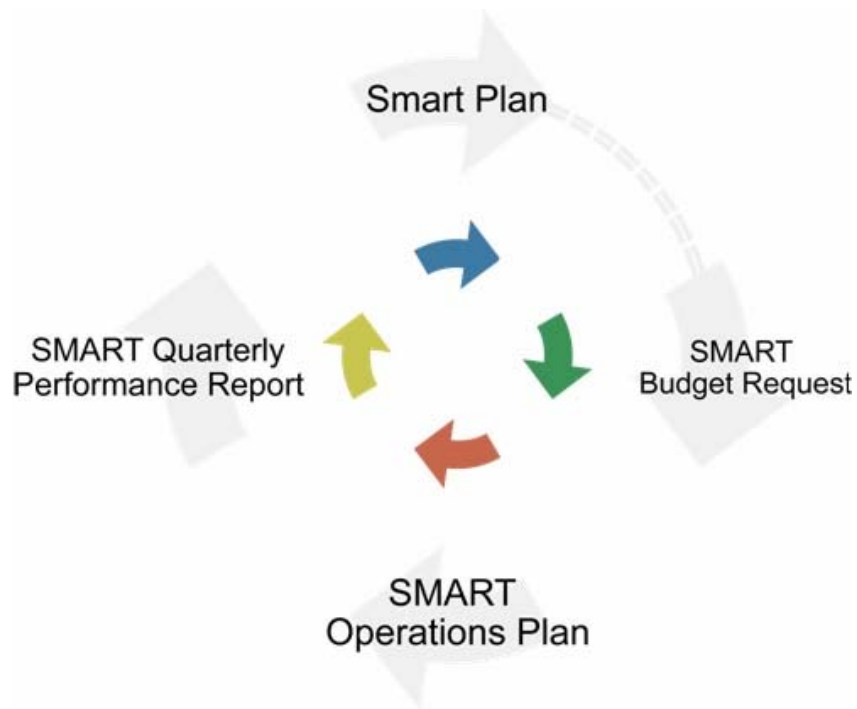 Smart Plan
SMART
Budget Request
SMART
Operations Plan
SMART Quarterly
Performance Report